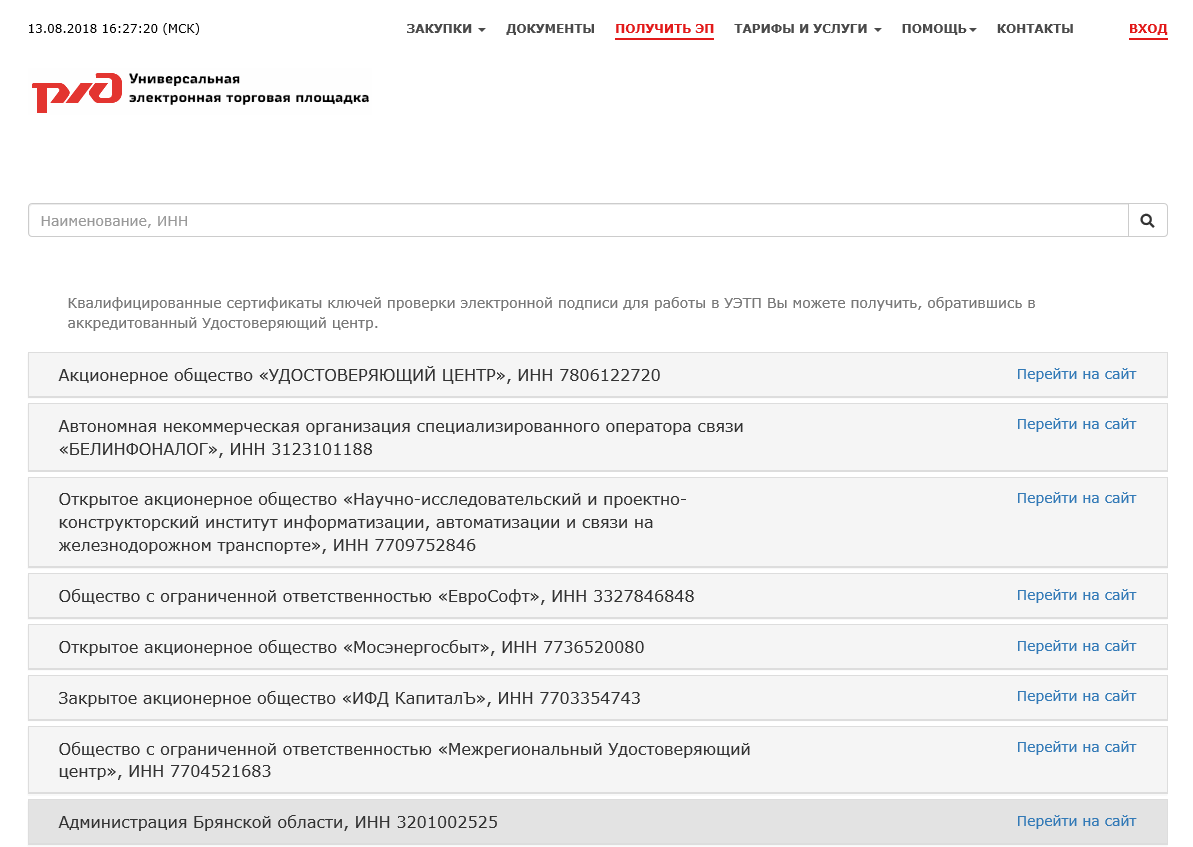 13.08.2018 16:27:20 (МСК)
ЗАКУПКИ ДОКУМЕНТЫ ПОЛУЧИТЬ ЭП ТАРИФЫ И УСЛУГИ ПОМОЩЬ КОНТАКТЫ ВХОД
ржд Универсальная
электронная торговая площадка
Наименование, ИНН
Квалифицированные сертификаты ключей проверки электронной подписи для работы в УЭТП Вы можете получить, обратившись в
аккредитованный Удостоверяющий центр.
Акционерное общество «УДОСТОВЕРЯЮЩИЙ ЦЕНТР», ИНН 7806122720 Перейти на сайт
Автономная некоммерческая организация специализированного оператора связи Перейти на сайт
«БЕЛИНФОНАЛОГ», ИНН 3123101188
Открытое акционерное общество «Научно-исследовательский и проектно- Перейти на сайт
конструкторский институт информатизации, автоматизации и связи на
железнодорожном транспорте», ИНН 7709752846
Общество с ограниченной ответственностью «ЕвроСофт», ИНН 3327846848 Перейти на сайт
Открытое акционерное общество «Мосэнергосбыт», ИНН 7736520080 Перейти на сайт
Закрытое акционерное общество «ИФД КапиталЪ», ИНН 7703354743 Перейти на сайт
Общество с ограниченной ответственностью «Межрегиональный Удостоверяющий Перейти на сайт
центр», ИНН 7704521683
Администрация Брянской области, ИНН 3201002525 Перейти на сайт